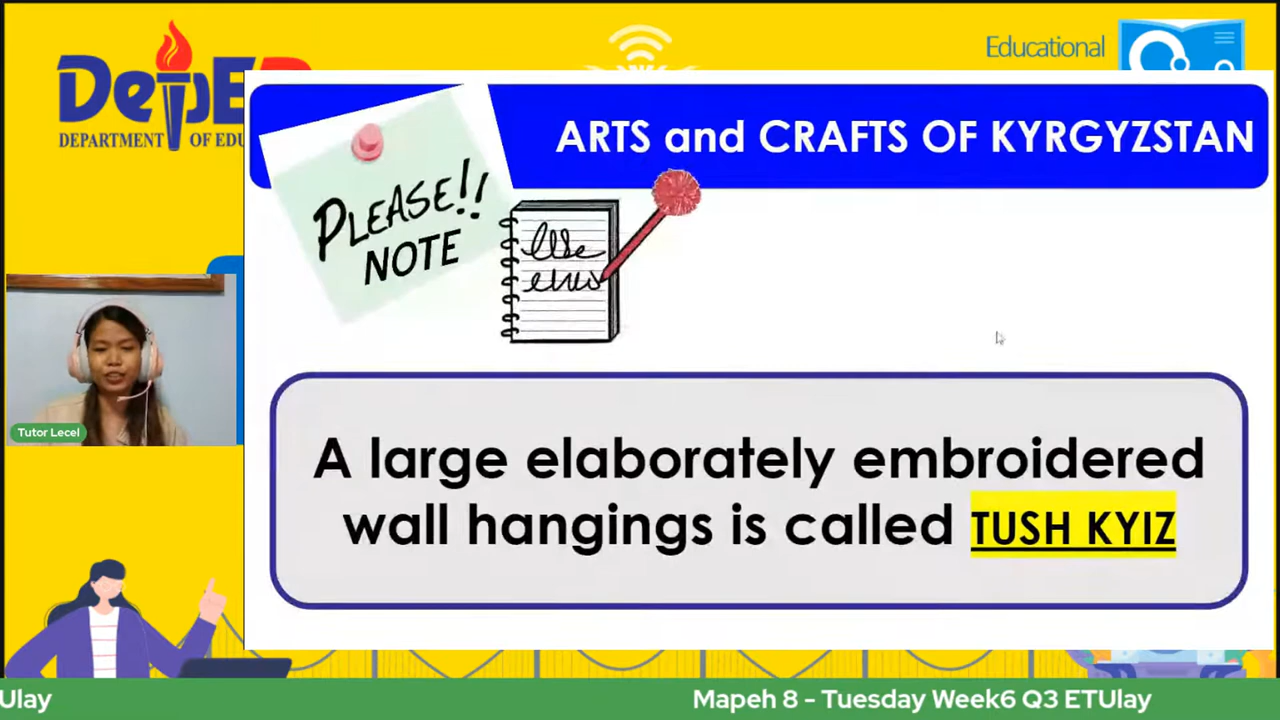 DepE
DEPARTMENT OF EDU
Educational
ARTS and CRAFTS OF KYRGYZSTAN
PLEASE!!
NOTE
A large elaborately embroidered
wall hangings is called TUSH KYIZ
Tutor Lecel
Ulay
Mapeh 8 - Tuesday Week6 Q3 ETUlay